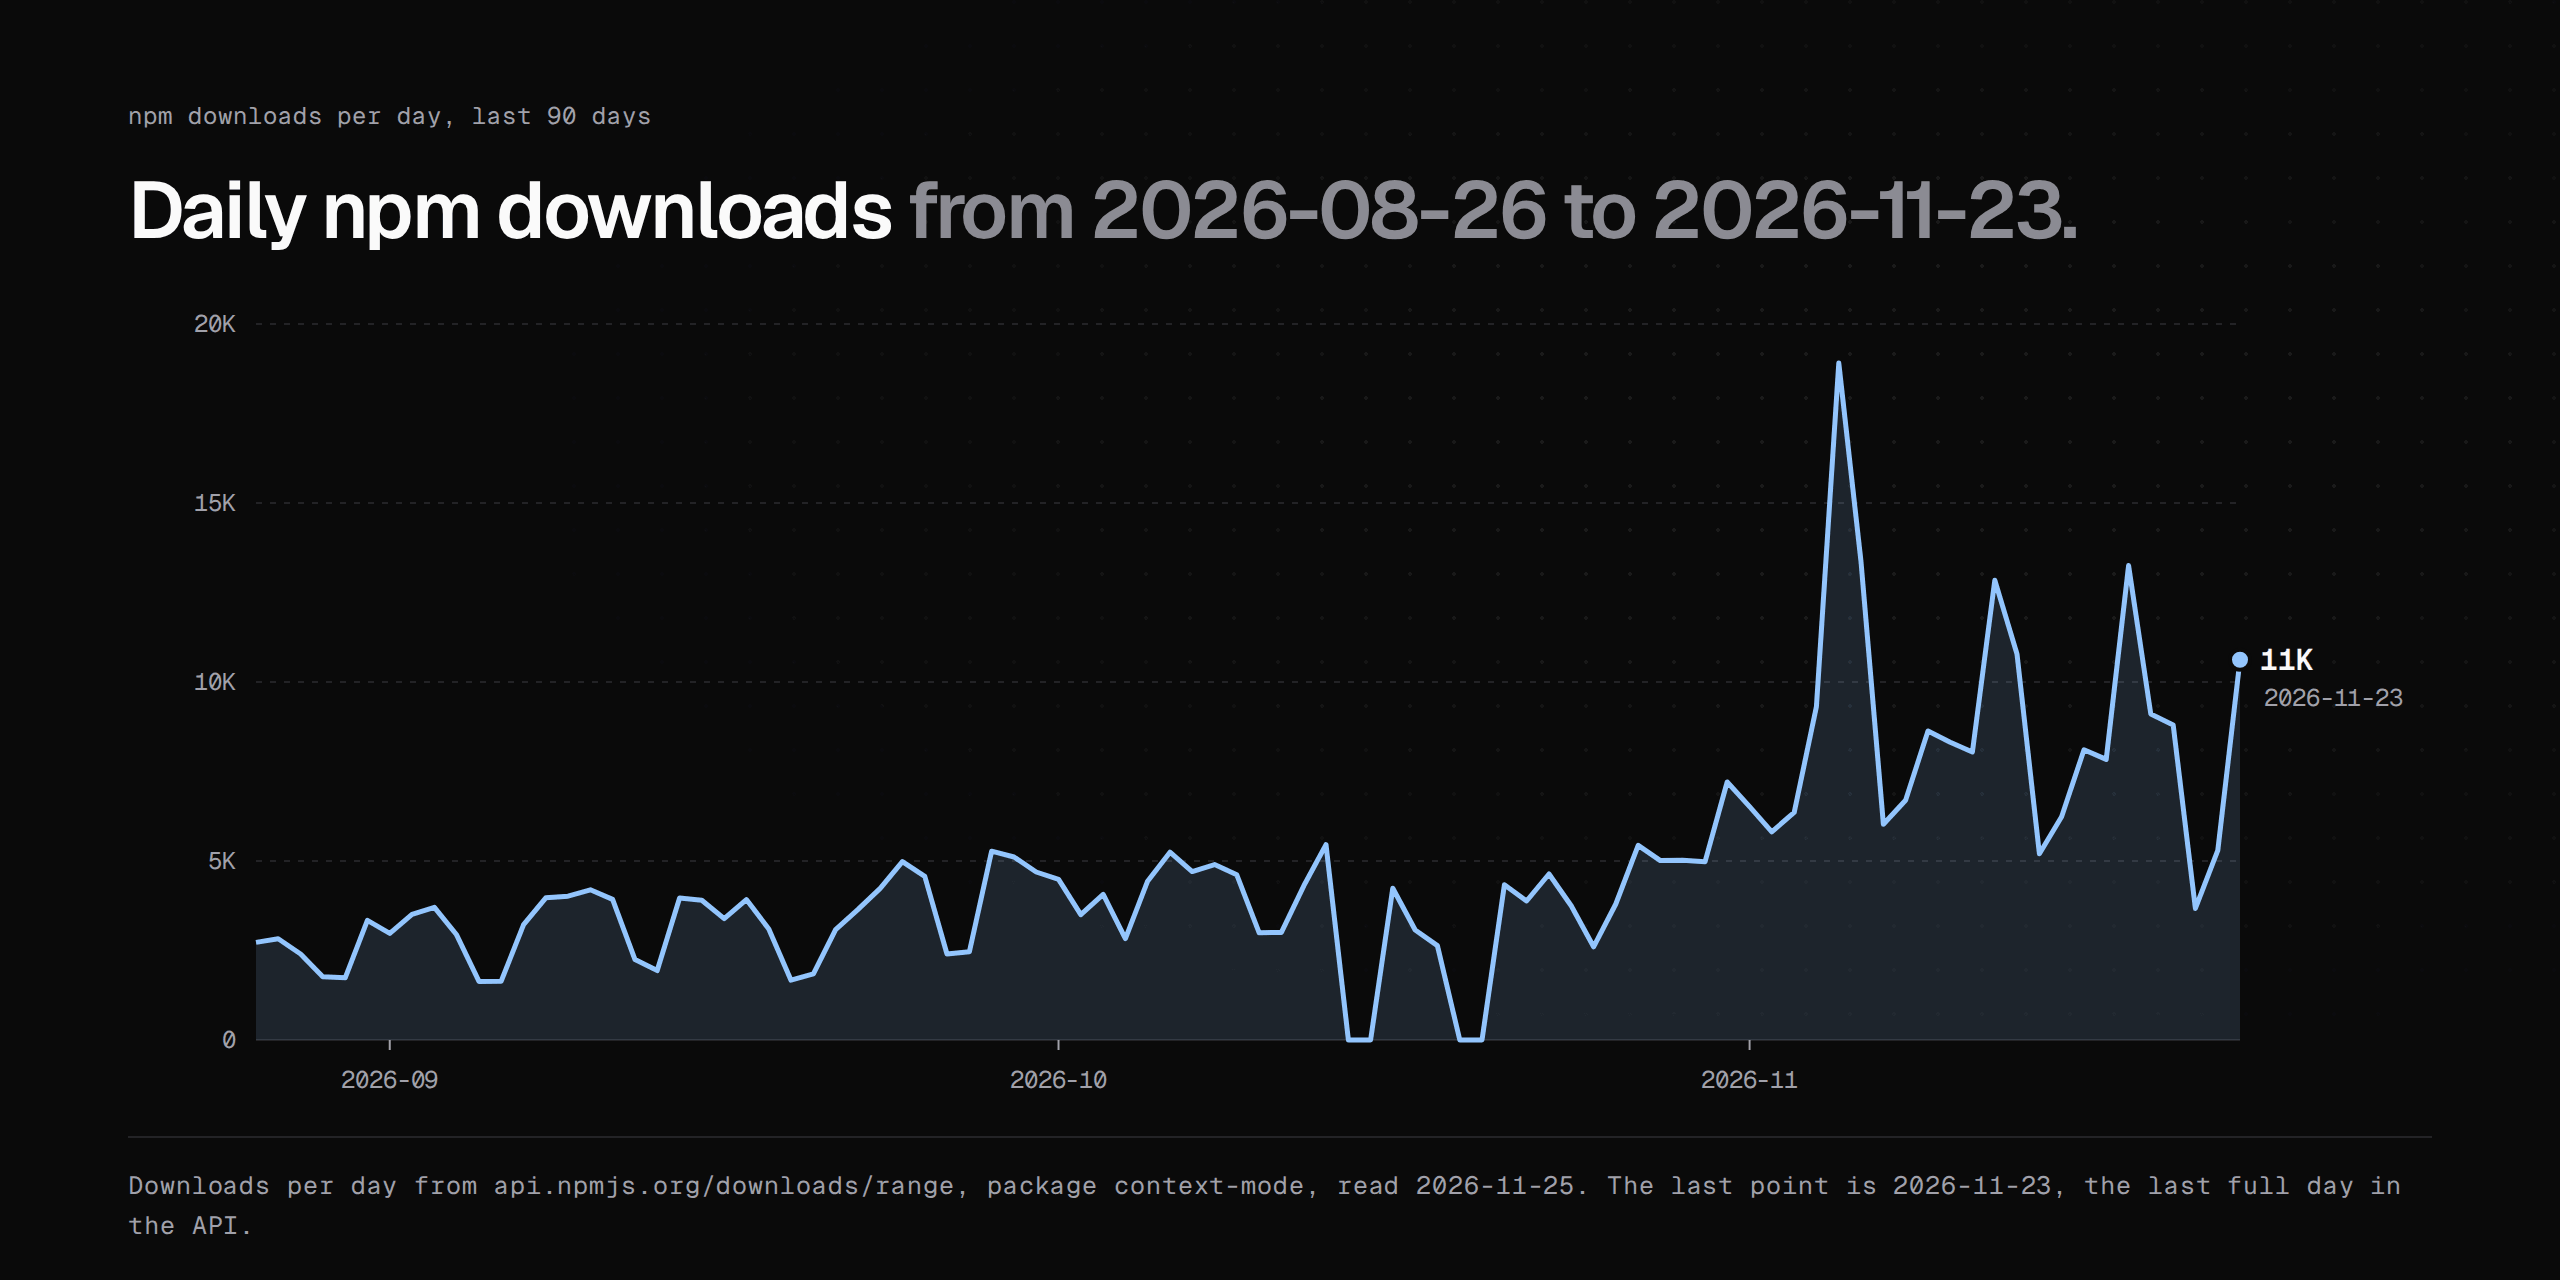 npm downloads per day, last 90 days
Daily npm downloads from 2026-08-26 to 2026-11-23.
20K
15K
10K
5K
0
11K
2026-11-23
2026-09
2026-10
2026-11
Downloads per day from api.npmjs.org/downloads/range, package context-mode, read 2026-11-25. The last point is 2026-11-23, the last full day in
the API.